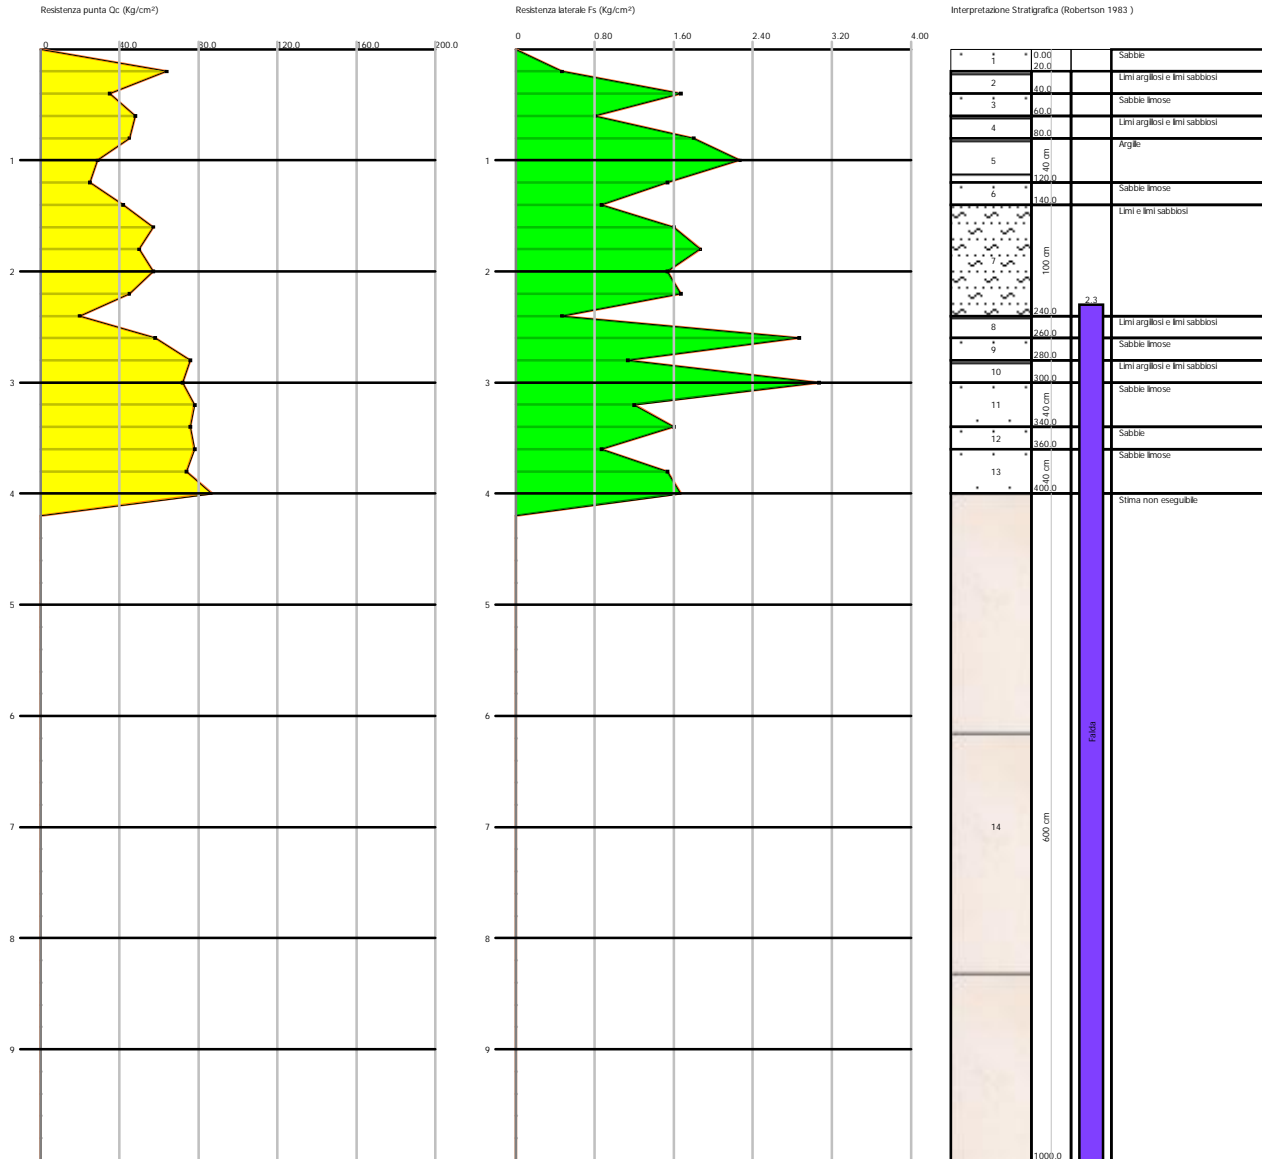 Resistenza punta Qc (Kg/cm²)
0 40.0 80.0 120.0 160.0 200.0
1
2
3
4
5
6
7
8
9
Resistenza laterale Fs (Kg/cm²)
0 0.80 1.60 2.40 3.20 4.00
1
2
3
4
5
6
7
8
9
Interpretazione Stratigrafica (Robertson 1983 )
1 0.00 Sabbie
20.0
2 Limi argillosi e limi sabbiosi
40.0
3 Sabbie limose
60.0
4 Limi argillosi e limi sabbiosi
80.0
5 40 cm Argille
120.0
6 Sabbie limose
140.0
7 100 cm Limi e limi sabbiosi
2.3
240.0
8 Limi argillosi e limi sabbiosi
260.0
9 Sabbie limose
280.0
10 Limi argillosi e limi sabbiosi
300.0
11 40 cm Sabbie limose
340.0
12 Sabbie
360.0
13 40 cm Sabbie limose
400.0
Stima non eseguibile
Falda
14 600 cm
1000.0